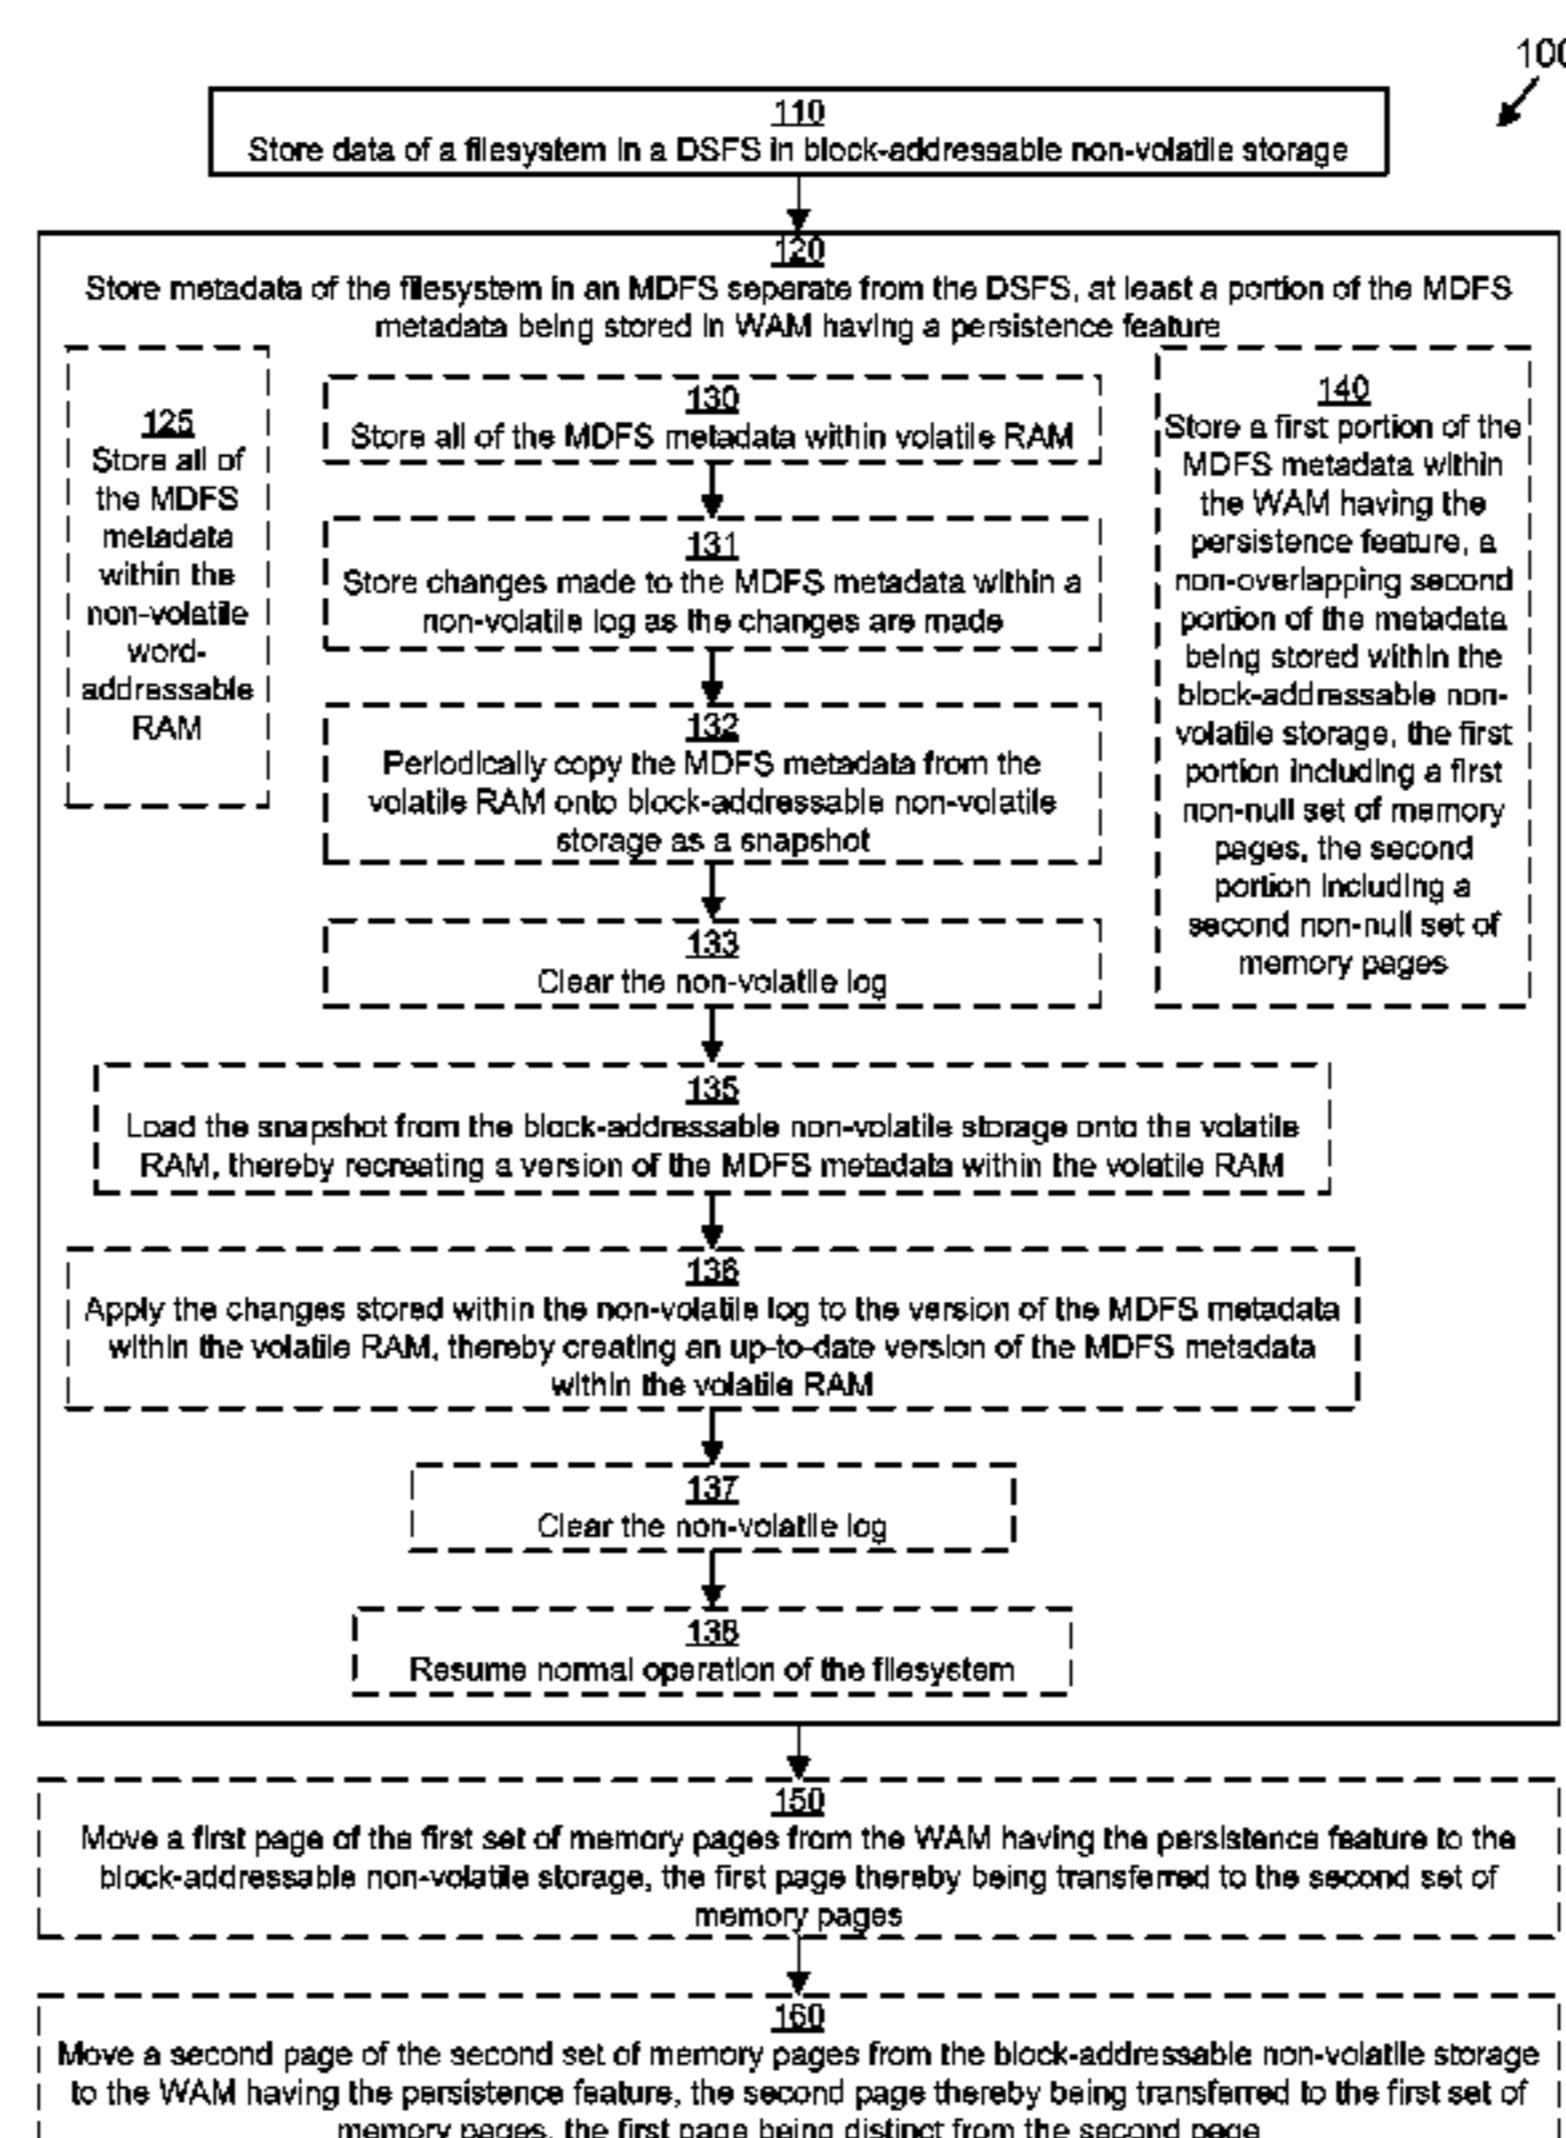 100
110
Store data of a filesystem in a DSFS in block-addressable non-volatile storage
120
Store metadata of the filesystem in an MDFS separate from the DSFS, at least a portion of the MDFS
metadata being stored in WAM having a persistence feature
125
Store all of
the MDFS
metadata
within the
non-volatile
word-
addressable
RAM
130
Store all of the MDFS metadata within volatile RAM
131
Store changes made to the MDFS metadata within a
non-volatile log as the changes are made
132
Periodically copy the MDFS metadata from the
volatile RAM onto block-addressable non-volatile
storage as a snapshot
133
Clear the non-volatile log
140
Store a first portion of the
MDFS metadata within
the WAM having the
persistence feature, a
non-overlapping second
portion of the metadata
being stored within the
block-addressable non-
volatile storage, the first
portion including a first
non-null set of memory
pages, the second
portion including a
second non-null set of
memory pages
135
Load the snapshot from the block-addressable non-volatile storage onto the volatile
RAM, thereby recreating a version of the MDFS metadata within the volatile RAM
136
Apply the changes stored within the non-volatile log to the version of the MDFS metadata
within the volatile RAM, thereby creating an up-to-date version of the MDFS metadata
within the volatile RAM
137
Clear the non-volatile log
138
Resume normal operation of the filesystem
150
Move a first page of the first set of memory pages from the WAM having the persistence feature to the
block-addressable non-volatile storage, the first page thereby being transferred to the second set of
memory pages
160
Move a second page of the second set of memory pages from the block-addressable non-volatile storage
to the WAM having the persistence feature, the second page thereby being transferred to the first set of
memory pages, the first page being distinct from the second page